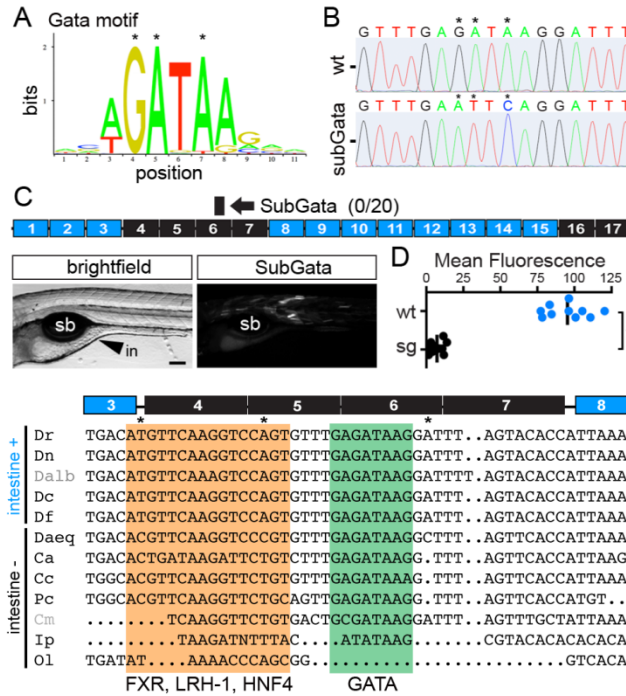 A
Gata motif
* * *
2
1
0
bits
1 2 3 4 5 6 7 8 9 10 11
position
B
* * *
G T T T G A G A T A A G G A T T T
wt
* * *
G T T T G A A T T C A G G A T T T
subGata
C
SubGata (0/20)
1 2 3 4 5 6 7 8 9 10 11 12 13 14 15 16 17
brightfield
SubGata
sb
in
sb
D
Mean Fluorescence
0 25 50 75 100 125
wt
sg
3 4 5 6 7 8
* * *
intestine +
Dr TGACATGTTCAAGGTCCAGTGTTTGAGATAAGGATTT..AGTACACCATTAAA
Dn TGACATGTTCAAGGTCCAGTGTTTGAGATAAGGATTT..AGTACACCATTAAA
Dalb TGACATGTTCAAAGTCCAGTGTTTGAGATAAGGATTTTAGTACACCATTAAA
Dc TGACATGTTCAAGGTCCAGTGTTTGAGATAAGGATTT..AGTACACCATTAAA
Df TGACATGTTCAAGGTCCAGTGTTTGAGATAAGGATTT..AGTACACCATTAAA
intestine -
Daeq TGACACGTTCAAGGTCCCGTGTTTGAGATAAGGCTTT..AGTTCACCATTAAA
Ca TGACACTGATAAGATTCTGTCTTTGAGATAAGG.TTT..AGTTCACCATTAAG
Cc TGGCACGTTCAAGGTTCTGTGTTTGAGATAAAG.TTT..AGTTCACCATTAAA
Pc TGGCACGTTCAAGGTTCTGCAGTTGAGATAAGG.TTT..AGTTCACCATGT..
Cm ........TCAAGGTTCTGTGACTGCGATAAGGATTT..AGTTTGCTATTAAA
Ip .........TAAGATNTTTAC...ATATAAG.......CGTACACACACACA
Ol TGATAT....AAAACCCAGCGG........................GTCACA
FXR, LRH-1, HNF4
GATA